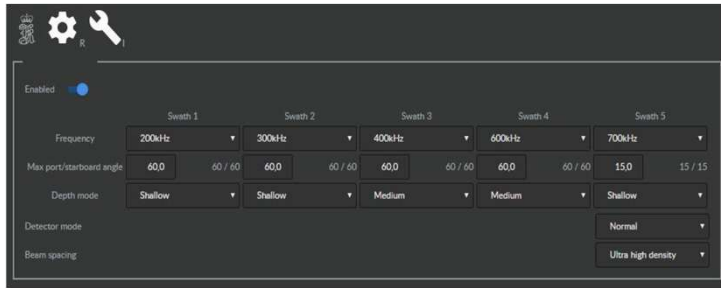 R I
Enabled
Swath 1 Swath 2 Swath 3 Swath 4 Swath 5
Frequency 200kHz 300kHz 400kHz 600kHz 700kHz
Max port/starboard angle 60,0 60 / 60 60,0 60 / 60 60,0 60 / 60 60,0 60 / 60 15,0 15 / 15
Depth mode Shallow Shallow Medium Medium Shallow
Detector mode Normal
Beam spacing Ultra high density